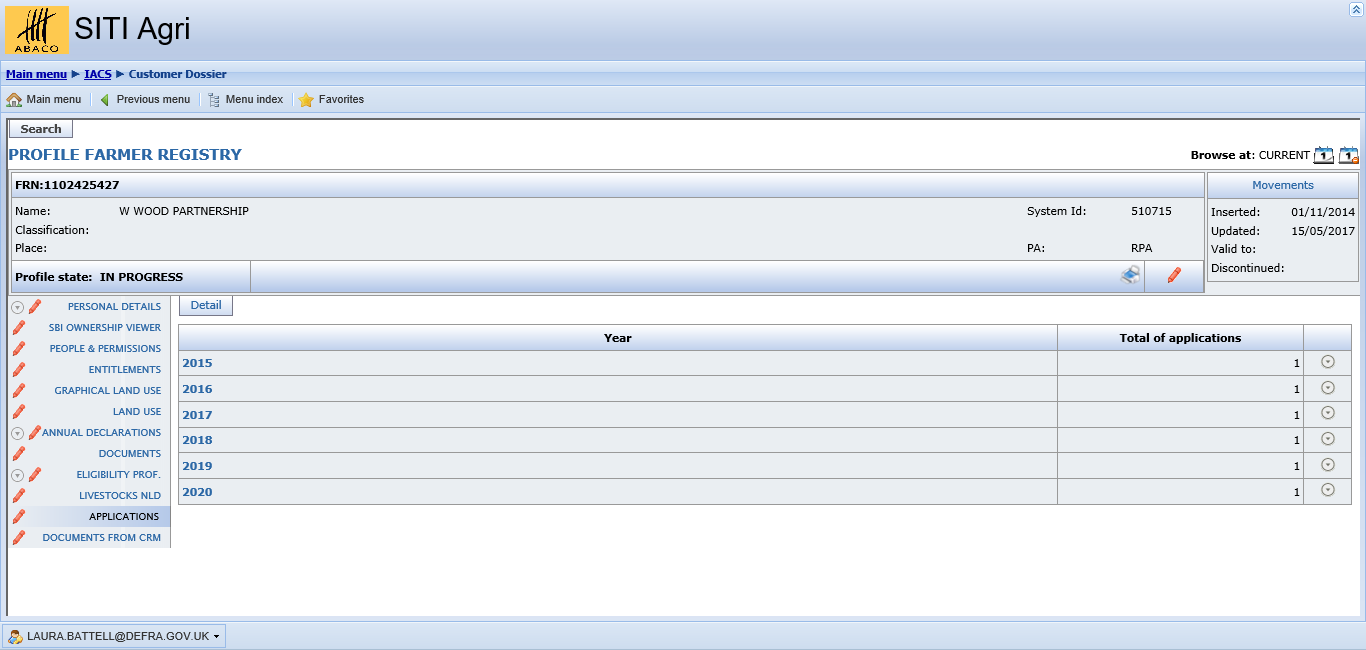 ABACO
SITI Agri
Main menu IACS Customer Dossier
Main menu Previous menu Menu index Favorites
Search
PROFILE FARMER REGISTRY
Browse at: CURRENT 1 1
FRN:1102425427
Movements
Name: W WOOD PARTNERSHIP System Id: 510715
Inserted: 01/11/2014
Classification:
Updated: 15/05/2017
Place: PA: RPA
Valid to:
Discontinued:
Profile state: IN PROGRESS
PERSONAL DETAILS
SBI OWNERSHIP VIEWER
PEOPLE & PERMISSIONS
ENTITLEMENTS
GRAPHICAL LAND USE
LAND USE
ANNUAL DECLARATIONS
DOCUMENTS
ELIGIBILITY PROF.
LIVESTOCKS NLD
APPLICATIONS
DOCUMENTS FROM CRM
Detail
Year Total of applications
2015 1
2016 1
2017 1
2018 1
2019 1
2020 1
LAURA.BATTELL@DEFRA.GOV.UK